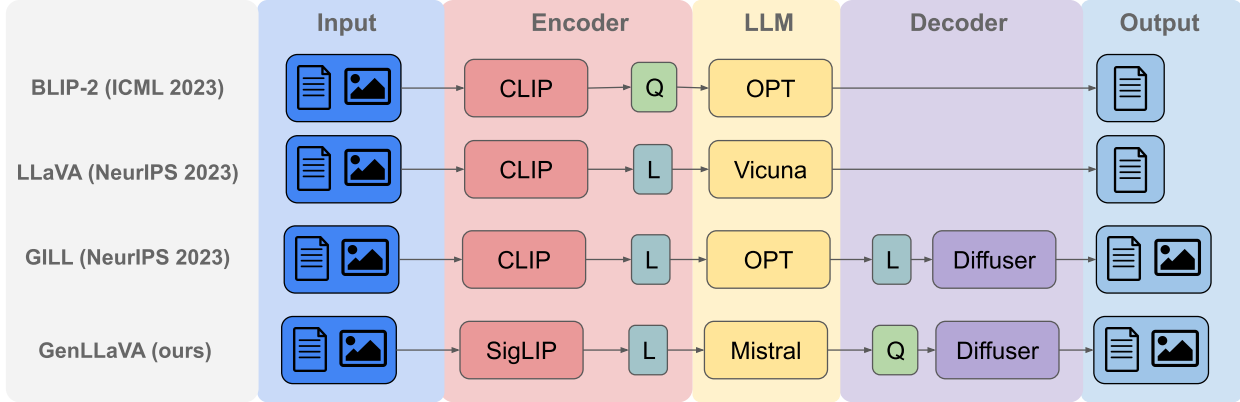 Input Encoder LLM Decoder Output
BLIP-2 (ICML 2023) CLIP Q OPT
LLaVA (NeurIPS 2023) CLIP L Vicuna
GILL (NeurIPS 2023) CLIP L OPT L Diffuser
GenLLaVA (ours) SigLIP L Mistral Q Diffuser